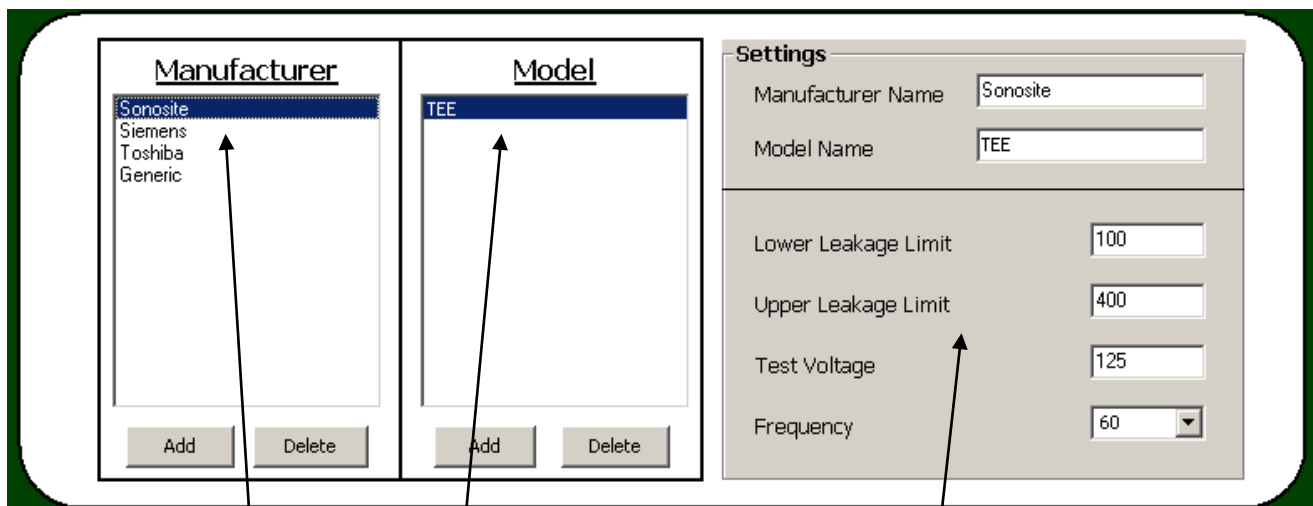 Manufacturer
Sonosite
Siemens
Toshiba
Generic
Add Delete
Model
TEE
Add Delete
Settings
Manufacturer Name Sonosite
Model Name TEE
Lower Leakage Limit 100
Upper Leakage Limit 400
Test Voltage 125
Frequency 60